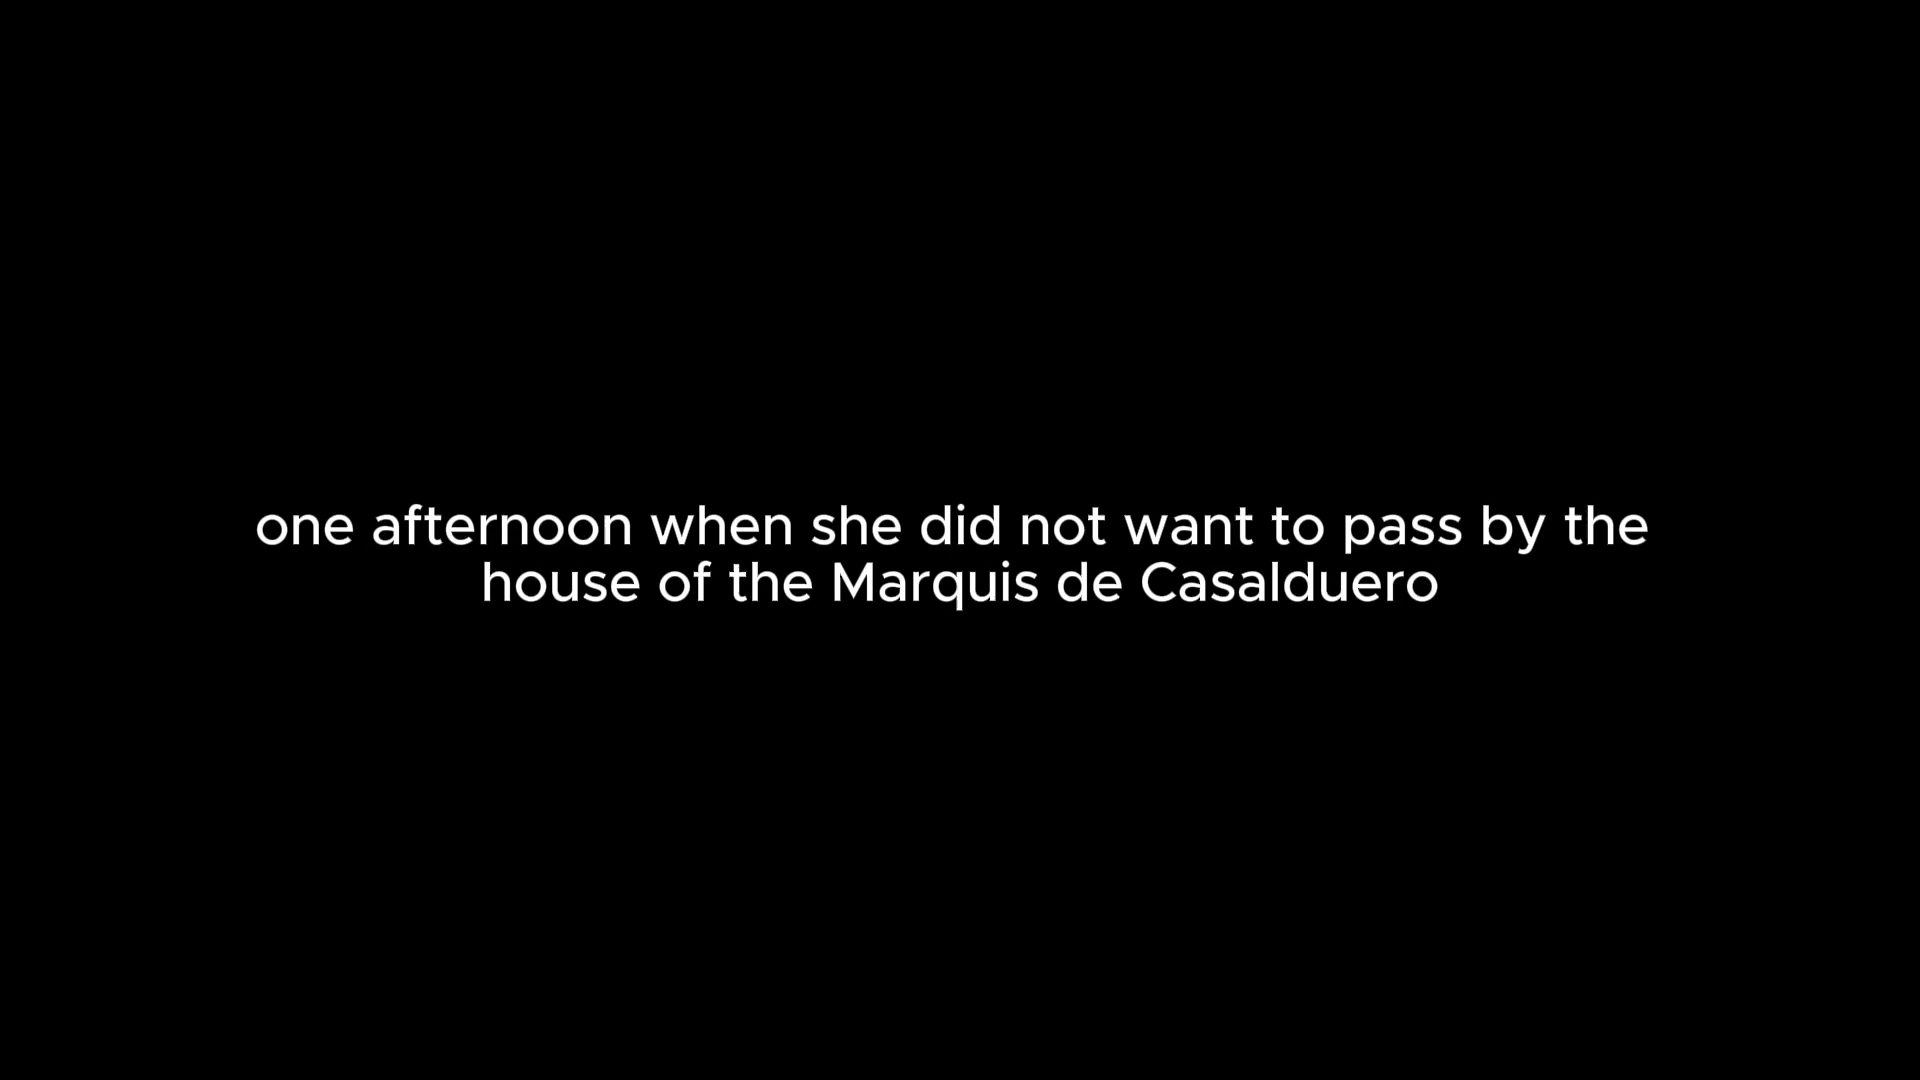 one afternoon when she did not want to pass by the
house of the Marquis de Casalduero